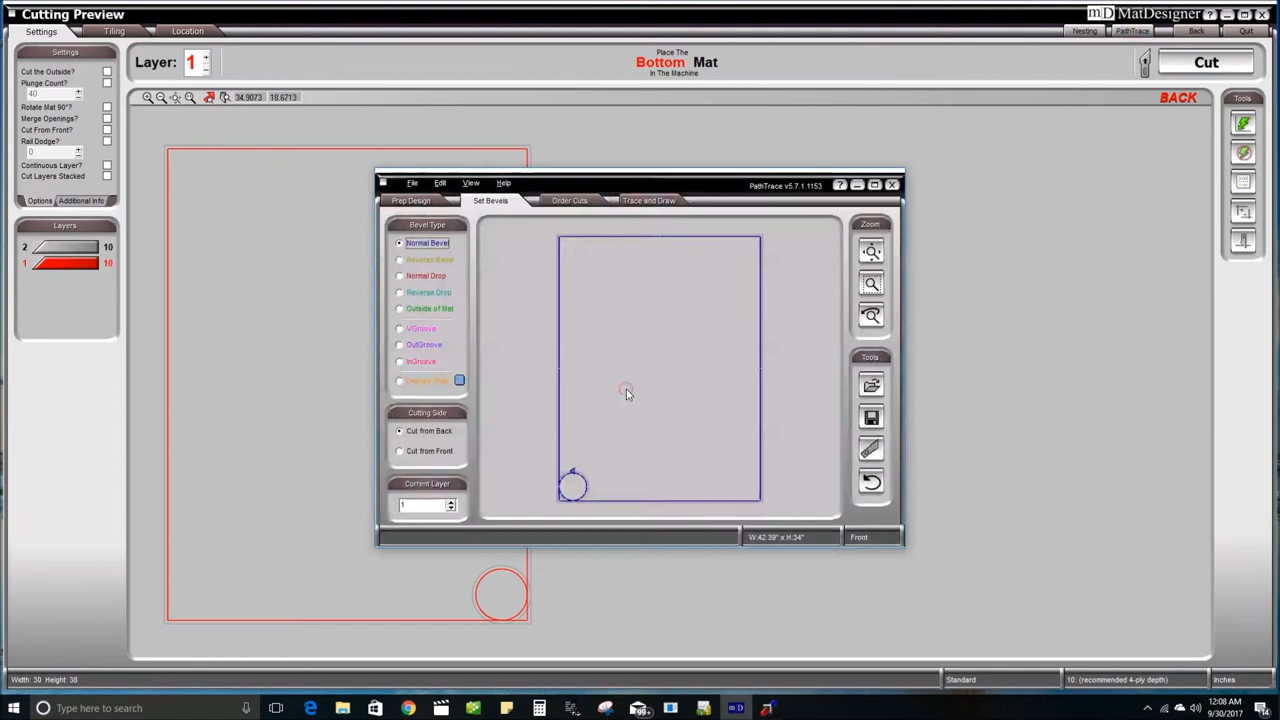 Cutting Preview
mD MatDesigner
Settings
Tiling
Location
Nesting
PathTrace
Back
Quit
Settings
Cut the Outside?
Plunge Count?
40
Rotate Mat 90°?
Merge Openings?
Cut From Front?
Rail Dodge?
0
Continuous Layer?
Cut Layers Stacked
Options
Additional Info
Layers
2 10
1 10
Layer: 1
Place The
Bottom Mat
In The Machine
Cut
34.9073 18.6713
BACK
Tools
File
Edit
View
Help
PathTrace v5.7.1.1153
Prep Design
Set Bevels
Order Cuts
Trace and Draw
Bevel Type
Normal Bevel
Reverse Bevel
Normal Drop
Reverse Drop
Outside of Mat
VGroove
OutGroove
InGroove
Cutting Side
Cut from Back
Cut from Front
Current Layer
1
Zoom
Tools
W:42.39" x H:34"
Front
Width: 30 Height: 38
Standard
10: (recommended 4-ply depth)
Inches
Type here to search
99+
mD
12:08 AM
9/30/2017
14